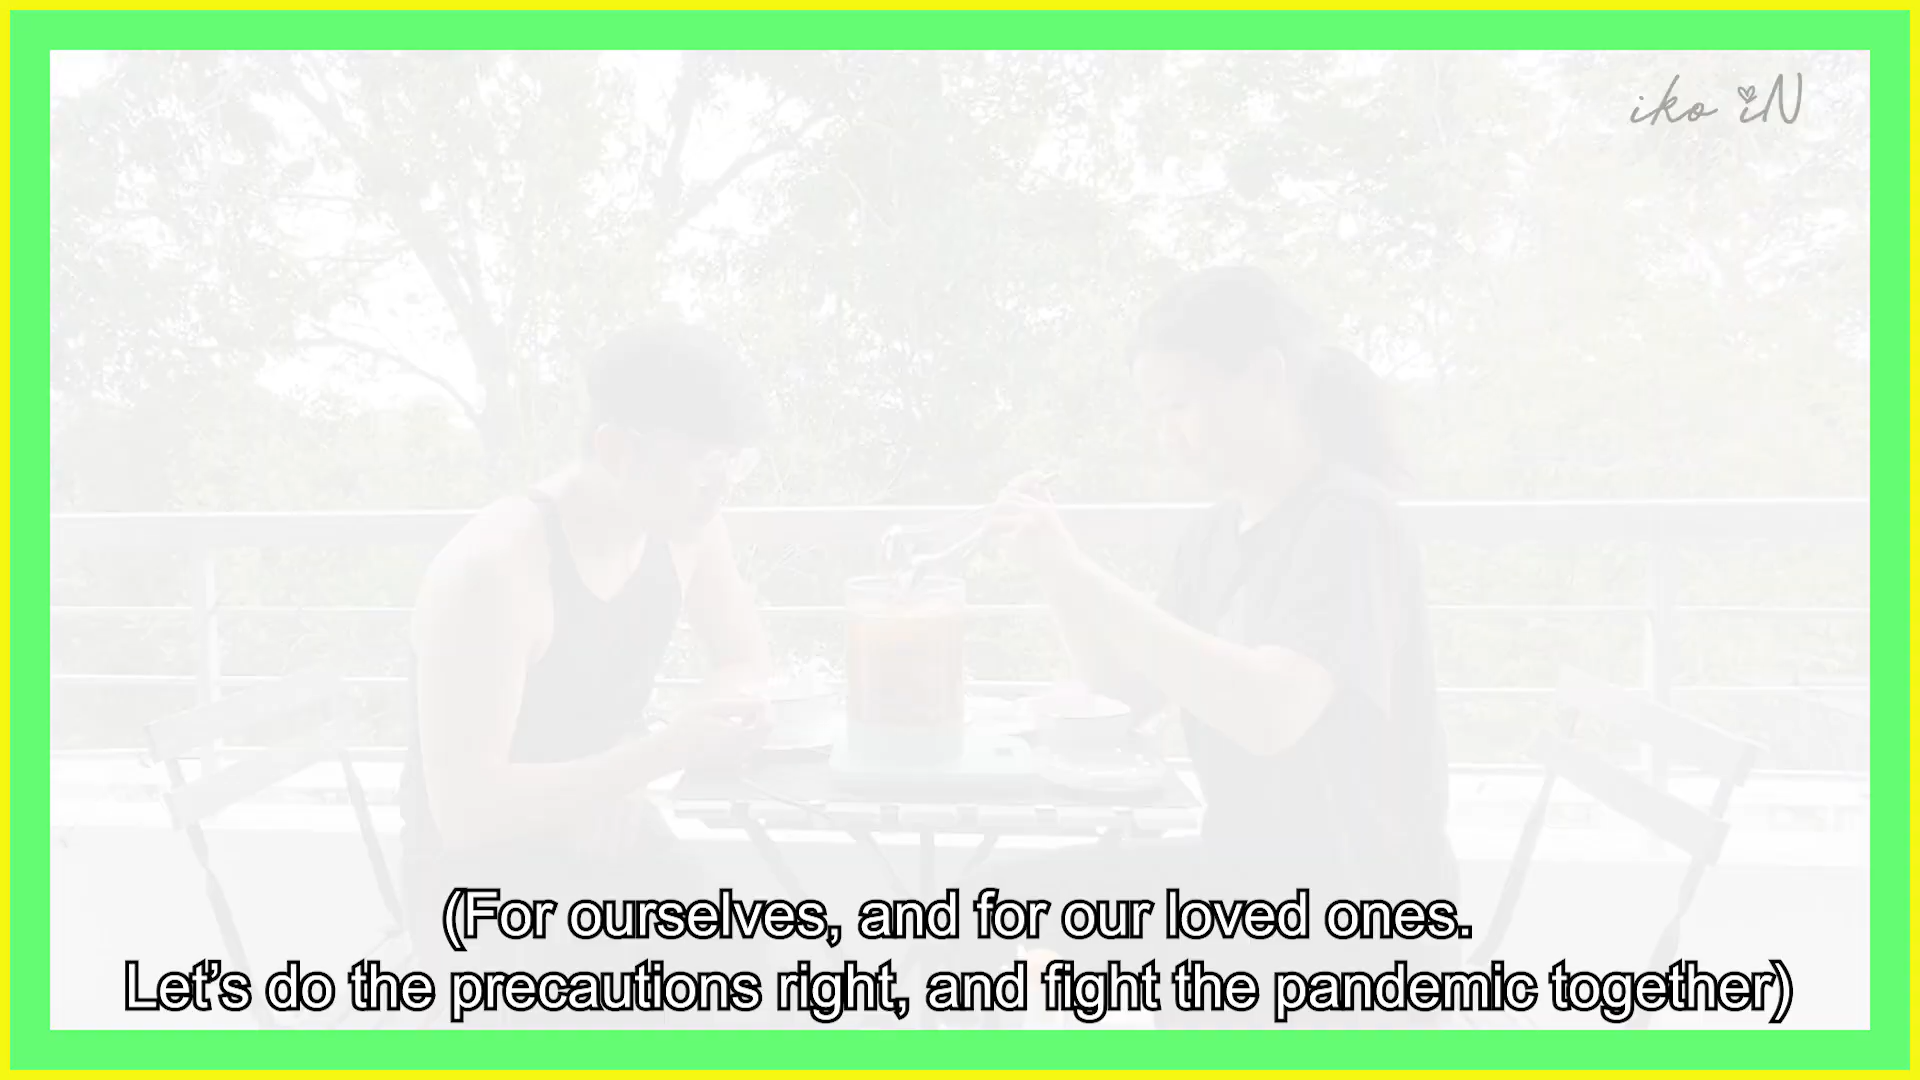 iko iN
(For ourselves, and for our loved ones.
Let's do the precautions right, and fight the pandemic together)